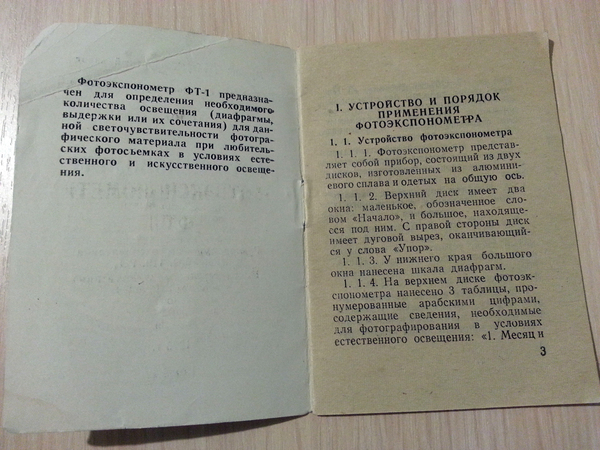 Фотоэкспонометр ФТ-1 предназна-
чен для определения необходимого
количества освещения (диафрагмы,
выдержки или их сочетания) для дан-
ной светочувствительности фотогра-
фического материала при любитель-
ских фотосъемках в условиях есте-
ственного и искусственного освеще-
ния.
1. УСТРОЙСТВО И ПОРЯДОК
ПРИМЕНЕНИЯ
ФОТОЭКСПОНОМЕТРА
1. 1. Устройство фотоэкспонометра
1. 1. 1. Фотоэкспонометр представ-
ляет собой прибор, состоящий из двух
дисков, изготовленных из алюмини-
евого сплава и одетых на общую ось.
1. 1. 2. Верхний диск имеет два
окна: маленькое, обозначенное сло-
вом «Начало», и большое, находяще-
еся под ним. С правой стороны диск
имеет дуговой вырез, оканчивающий-
ся у слова «Упор».
1. 1. 3. У нижнего края большого
окна нанесена шкала диафрагм.
1. 1. 4. На верхнем диске фотоэк-
спонометра нанесено 3 таблицы, про-
нумерованные арабскими цифрами,
содержащие сведения, необходимые
для фотографирования в условиях
естественного освещения: «1. Месяц и
3